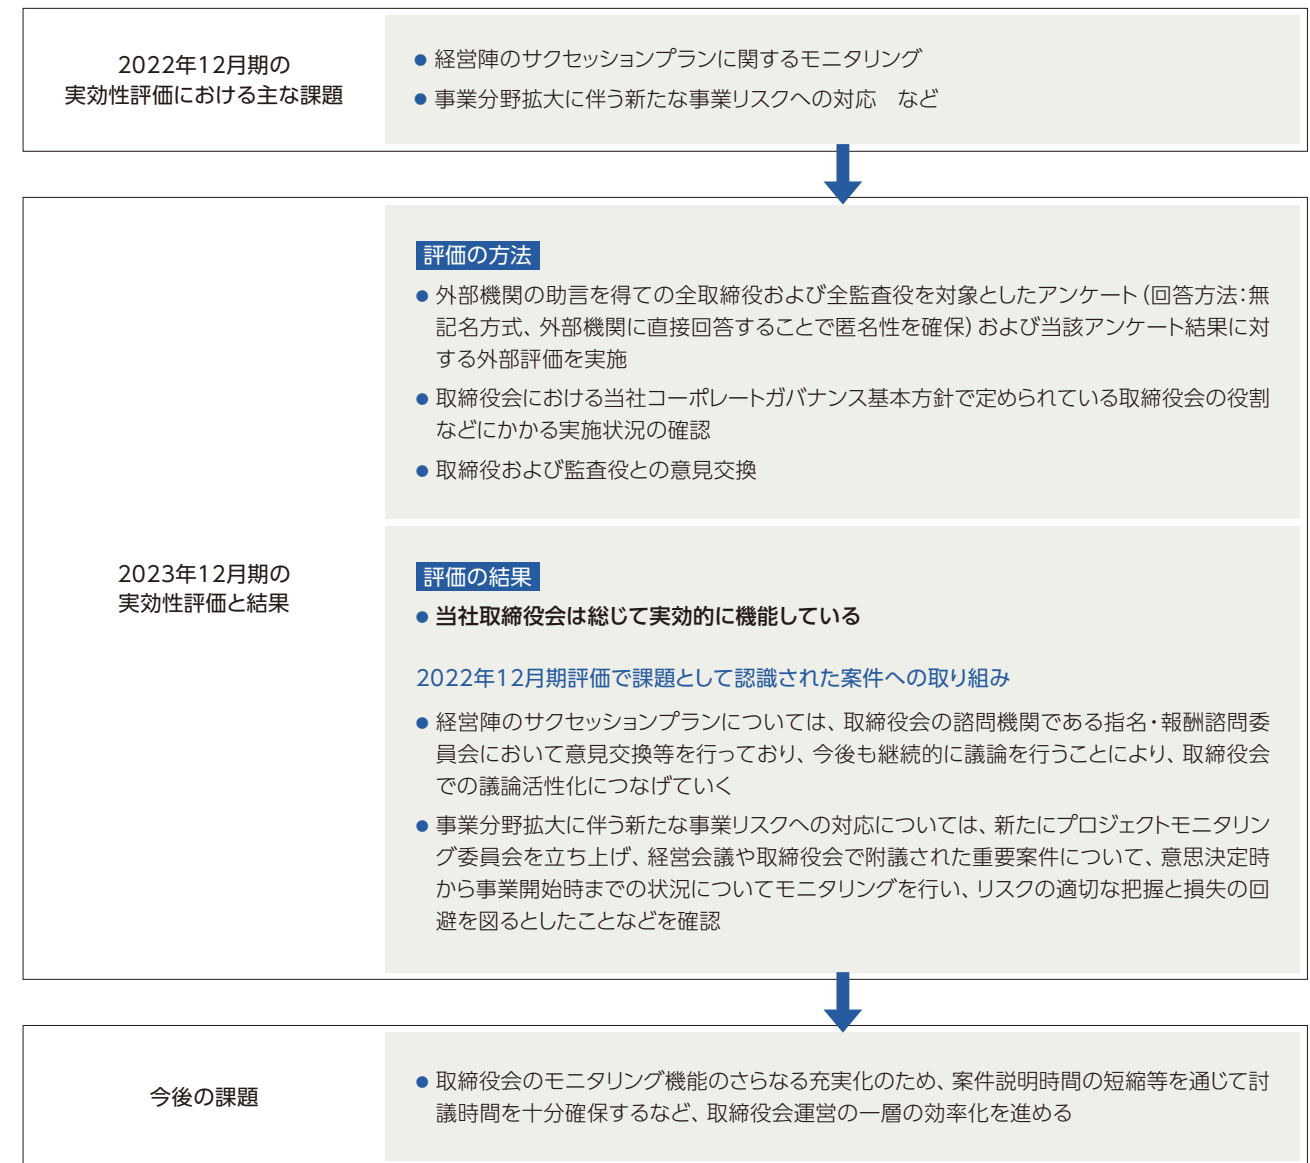 2022年12月期の
実効性評価における主な課題
● 経営陣のサクセッションプランに関するモニタリング
● 事業分野拡大に伴う新たな事業リスクへの対応　など
2023年12月期の
実効性評価と結果
評価の方法
● 外部機関の助言を得ての全取締役および全監査役を対象としたアンケート(回答方法:無
記名方式、外部機関に直接回答することで匿名性を確保)および当該アンケート結果に対
する外部評価を実施
● 取締役会における当社コーポレートガバナンス基本方針で定められている取締役会の役割
などにかかる実施状況の確認
● 取締役および監査役との意見交換
評価の結果
● 当社取締役会は総じて実効的に機能している
2022年12月期評価で課題として認識された案件への取り組み
● 経営陣のサクセッションプランについては、取締役会の諮問機関である指名・報酬諮問委
員会において意見交換等を行っており、今後も継続的に議論を行うことにより、取締役会
での議論活性化につなげていく
● 事業分野拡大に伴う新たな事業リスクへの対応については、新たにプロジェクトモニタリン
グ委員会を立ち上げ、経営会議や取締役会で附議された重要案件について、意思決定時
から事業開始時までの状況についてモニタリングを行い、リスクの適切な把握と損失の回
避を図るとしたことなどを確認
今後の課題
● 取締役会のモニタリング機能のさらなる充実化のため、案件説明時間の短縮等を通じて討
議時間を十分確保するなど、取締役会運営の一層の効率化を進める